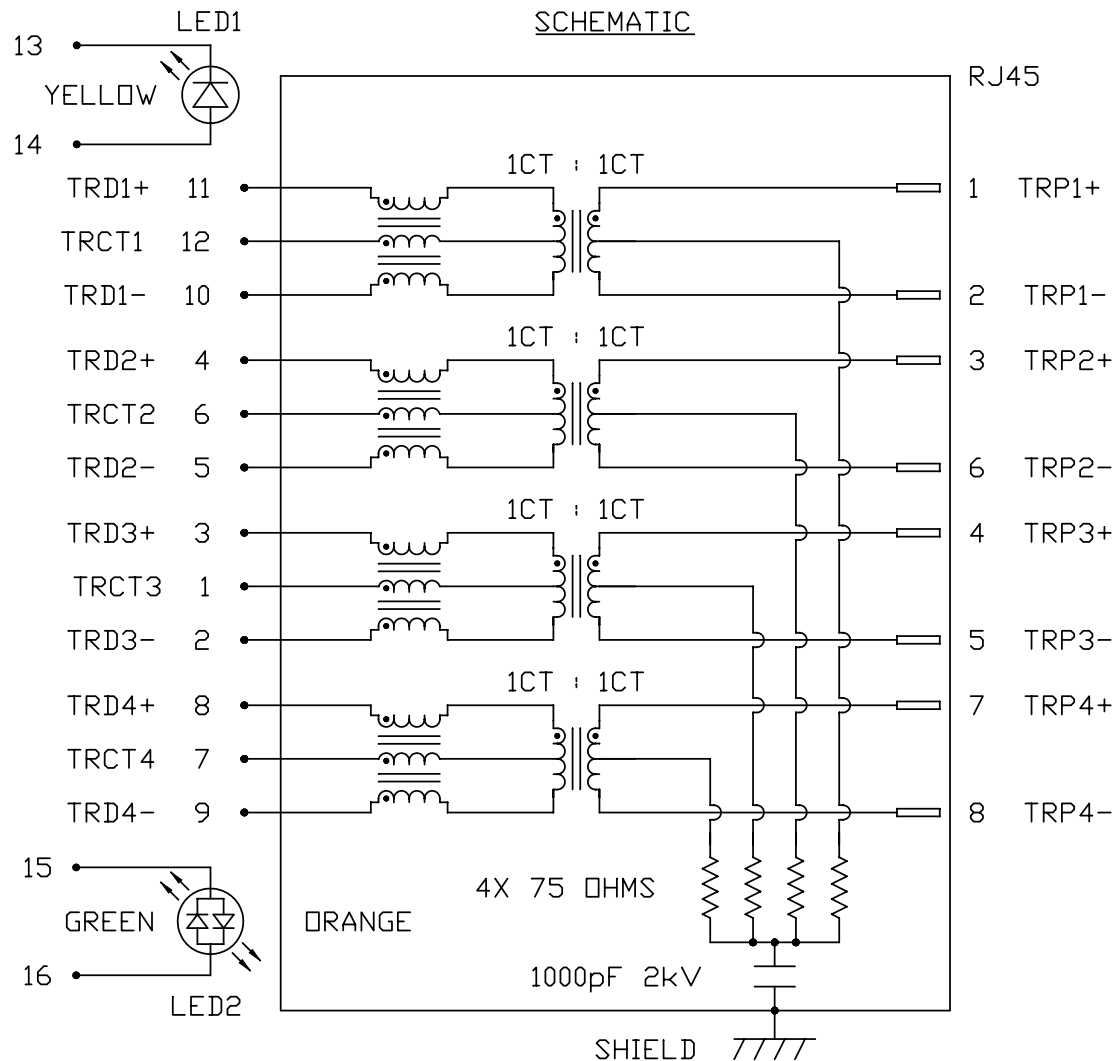 SCHEMATIC
LED1
13
YELLOW
14
RJ45
1CT : 1CT
TRD1+ 11
1 TRP1+
TRCT1 12
TRD1- 10
2 TRP1-
1CT : 1CT
TRD2+ 4
3 TRP2+
TRCT2 6
TRD2- 5
6 TRP2-
1CT : 1CT
TRD3+ 3
4 TRP3+
TRCT3 1
TRD3- 2
5 TRP3-
1CT : 1CT
TRD4+ 8
7 TRP4+
TRCT4 7
TRD4- 9
8 TRP4-
15
GREEN
ORANGE
16
LED2
4X 75 OHMS
1000pF 2kV
SHIELD